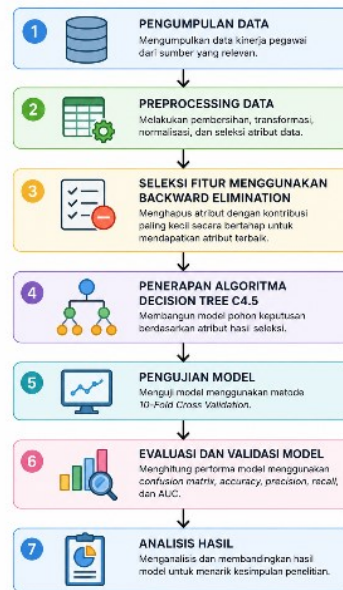 1
PENGUMPULAN DATA
Mengumpulkan data kinerja pegawai
dari sumber yang relevan.
2
PREPROCESSING DATA
Melakukan pembersihan, transformasi,
normalisasi, dan seleksi atribut data.
3
SELEKSI FITUR MENGGUNAKAN
BACKWARD ELIMINATION
Menghapus atribut dengan kontribusi
paling kecil secara bertahap untuk
mendapatkan atribut terbaik.
4
PENERAPAN ALGORITMA
DECISION TREE C4.5
Membangun model pohon keputusan
berdasarkan atribut hasil seleksi.
5
PENGUJIAN MODEL
Menguji model menggunakan metode
10-Fold Cross Validation.
6
EVALUASI DAN VALIDASI MODEL
Menghitung performa model menggunakan
confusion matrix, accuracy, precision, recall,
dan AUC.
7
ANALISIS HASIL
Menganalisis dan membandingkan hasil
model untuk menarik kesimpulan penelitian.